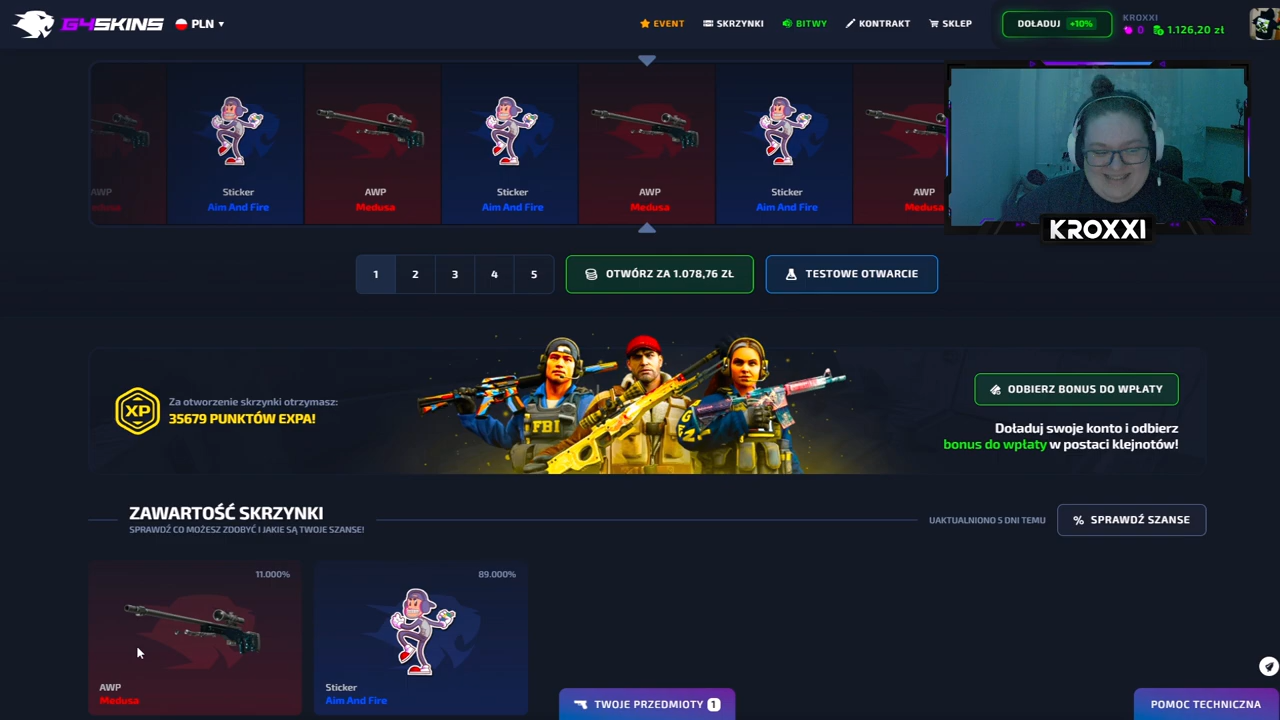 G4SKINS
PLN
EVENT
SKRZYNKI
BITWY
KONTRAKT
SKLEP
DOŁADUJ +10%
KROXXI
0 1.126,20 zł
AWP
Medusa
Sticker
Aim And Fire
AWP
Medusa
Sticker
Aim And Fire
AWP
Medusa
Sticker
Aim And Fire
AWP
Medusa
KROXXI
1 2 3 4 5
OTWÓRZ ZA 1.078,76 ZŁ
TESTOWE OTWARCIE
XP
Za otworzenie skrzynki otrzymasz:
35679 PUNKTÓW EXPA!
FBI
ODBIERZ BONUS DO WPŁATY
Doładuj swoje konto i odbierz
bonus do wpłaty w postaci klejnotów!
ZAWARTOŚĆ SKRZYNKI
SPRAWDŹ CO MOŻESZ ZDOBYĆ I JAKIE SĄ TWOJE SZANSE!
UAKTUALNIONO 5 DNI TEMU
% SPRAWDŹ SZANSE
11.000%
AWP
Medusa
89.000%
Sticker
Aim And Fire
TWOJE PRZEDMIOTY 1
POMOC TECHNICZNA